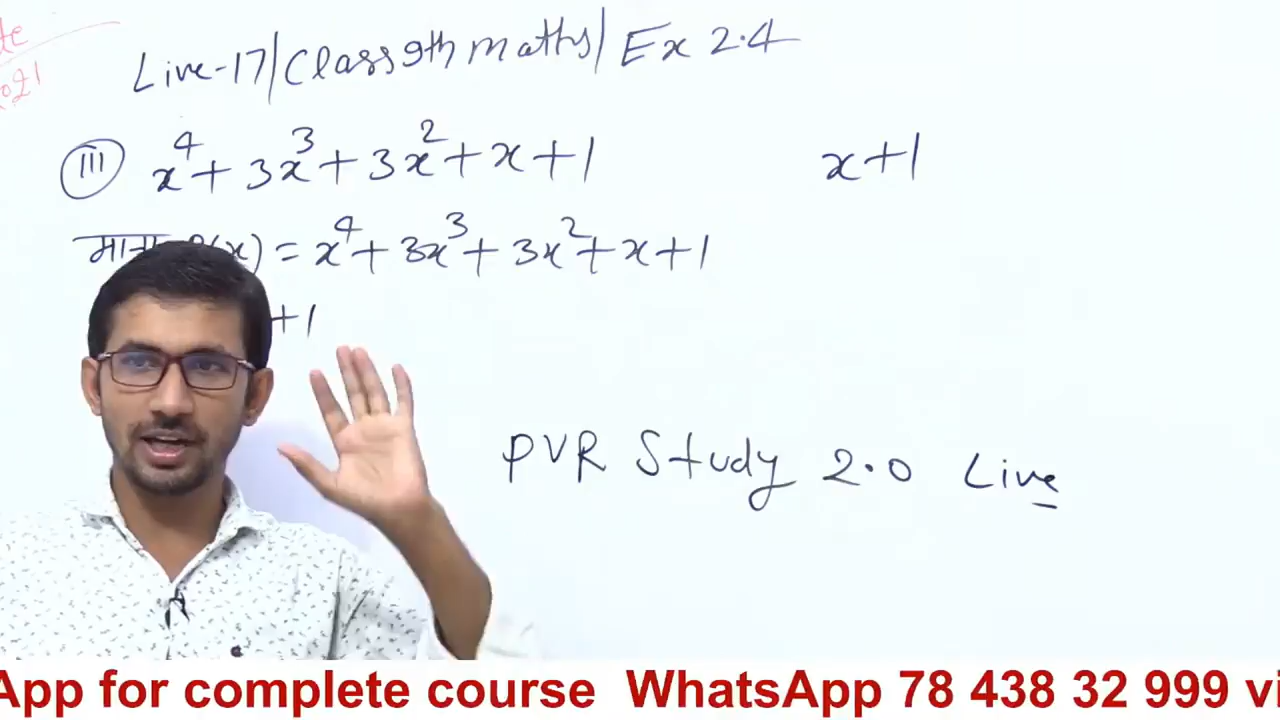 Live-17/Class 9th maths/Ex 2.4
(III) x⁴ + 3x³ + 3x² + x + 1
x + 1
(x) = x⁴ + 3x³ + 3x² + x + 1
+ 1
PVR Study 2.0 Live
App for complete course WhatsApp 78 438 32 999 vi